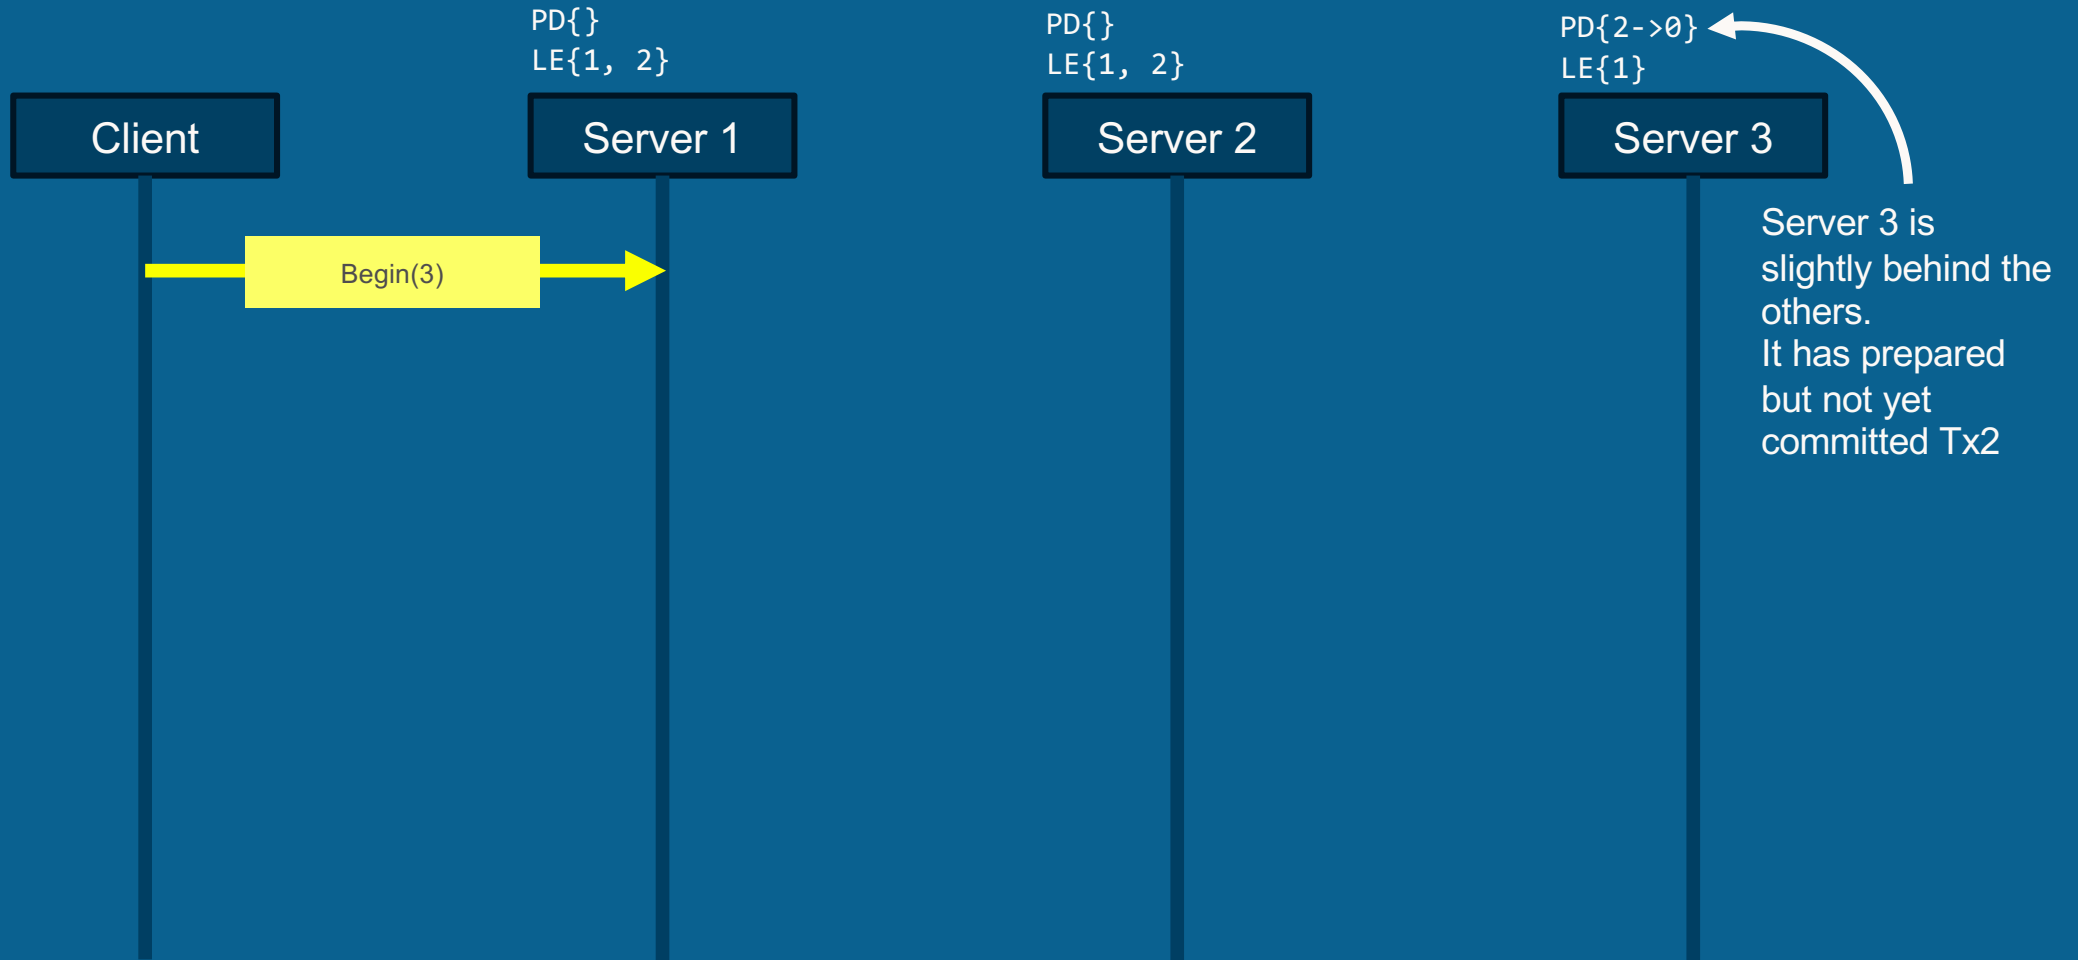 PD{}
LE{1, 2}
PD{}
LE{1, 2}
PD{2->0}
LE{1}
Client
Server 1
Server 2
Server 3
Begin(3)
Server 3 is
slightly behind the
others.
It has prepared
but not yet
committed Tx2